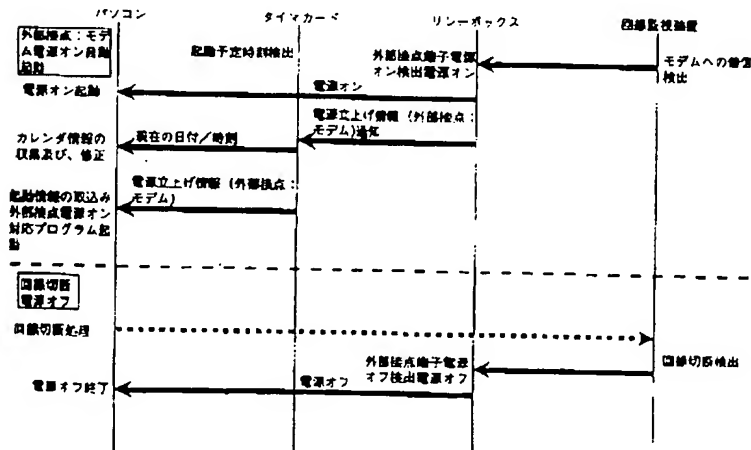 パソコン
タイマカード
リレーボックス
回線監視装置
外部接点：モデ
ム電源オン自動
起動
起動予定時刻検出
外部接点端子電源
オン検出電源オン
モデムへの着信
検出
電源オン起動
電源オン
電源立上げ情報（外部接点：
モデム）通知
カレンダ情報の
収集及び、修正
現在の日付／時刻
電源立上げ情報（外部接点：
モデム）
起動情報の取込み
外部接点電源オン
対応プログラム起
動
回線切断
電源オフ
回線切断処理
外部接点端子電源
オフ検出電源オフ
回線切断検出
電源オフ
電源オフ終了